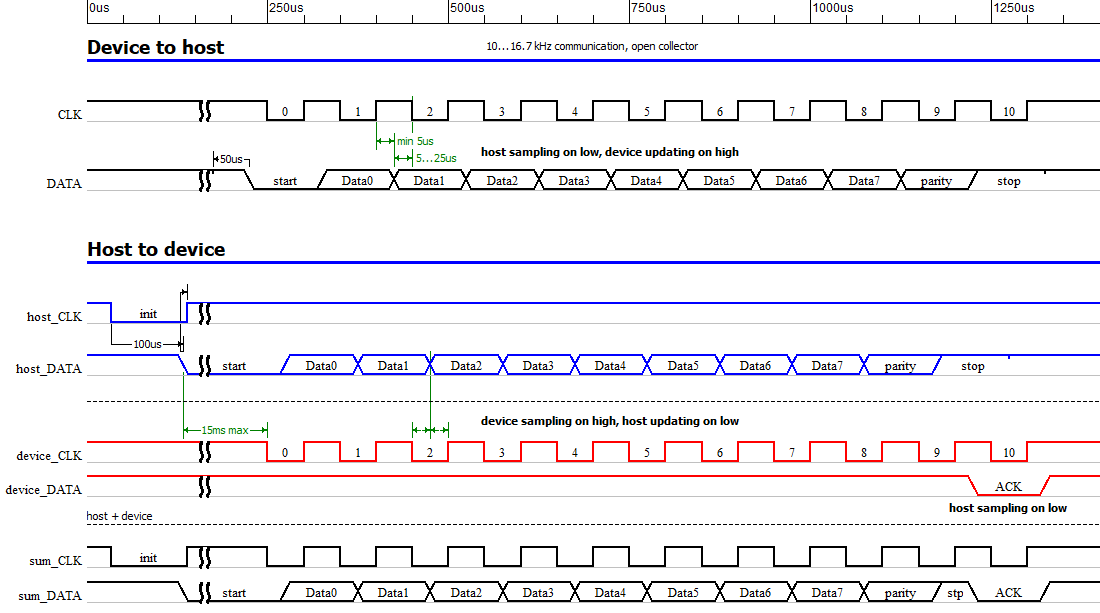 0us 250us 500us 750us 1000us 1250us
Device to host
10...16.7 kHz communication, open collector
CLK 0 1 2 3 4 5 6 7 8 9 10
min 5us
50us 5...25us host sampling on low, device updating on high
DATA start Data0 Data1 Data2 Data3 Data4 Data5 Data6 Data7 parity stop
Host to device
host_CLK init
100us
host_DATA start Data0 Data1 Data2 Data3 Data4 Data5 Data6 Data7 parity stop
15ms max device sampling on high, host updating on low
device_CLK 0 1 2 3 4 5 6 7 8 9 10
device_DATA ACK
host sampling on low
host + device
sum_CLK init
sum_DATA start Data0 Data1 Data2 Data3 Data4 Data5 Data6 Data7 parity stp ACK